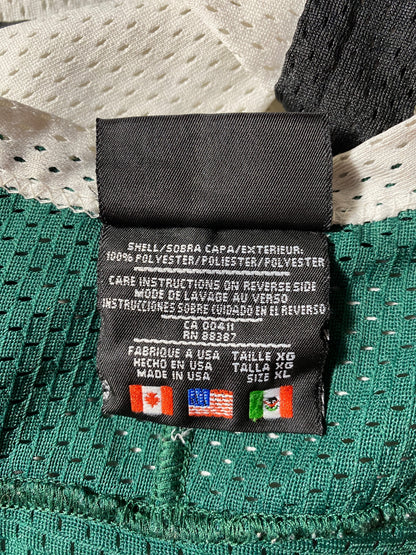 SHELL/SOBRA CAPA/EXTERIEUR:
100% POLYESTER/POLIESTER/POLYESTER
CARE INSTRUCTIONS ON REVERSE SIDE
MODE DE LAVAGE AU VERSO
INSTRUCCIONES SOBRE CUIDADO EN EL REVERSO
CA 00411
RN 88387
FABRIQUE A USA TAILLE XG
HECHO EN USA TALLA XG
MADE IN USA SIZE XL